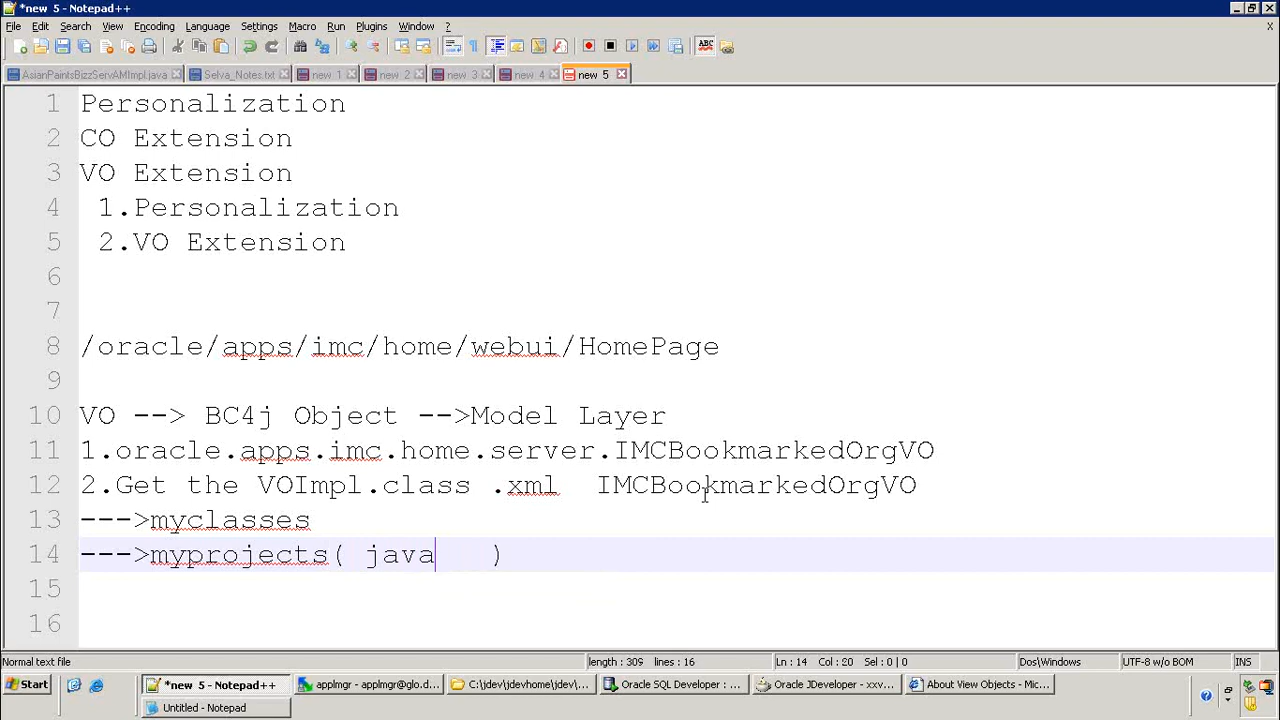 *new  5 - Notepad++
File Edit Search View Encoding Language Settings Macro Run Plugins Window ?
AsianPaintsBizzServAMImpl.java Selva_Notes.txt new 1 new 2 new 3 new 4 new 5
1 Personalization
2 CO Extension
3 VO Extension
4 1.Personalization
5 2.VO Extension
6
7
8 /oracle/apps/imc/home/webui/HomePage
9
10 VO --> BC4j Object -->Model Layer
11 1.oracle.apps.imc.home.server.IMCBookmarkedOrgVO
12 2.Get the VOImpl.class .xml  IMCBookmarkedOrgVO
13 --->myclasses
14 --->myprojects( java   )
15
16
Normal text file length : 309 lines : 16 Ln : 14 Col : 20 Sel : 0 | 0 Dos\Windows UTF-8 w/o BOM INS
Start *new 5 - Notepad++ applmgr - applmgr@glo.d... C:\jdev\jdevhome\jdev\... Oracle SQL Developer : ... Oracle JDeveloper - xxv... About View Objects - Mic...
Untitled - Notepad